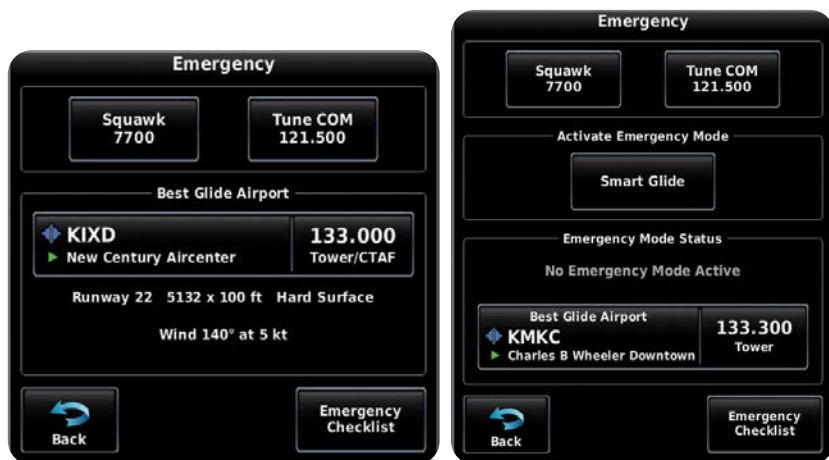 Emergency
Squawk
7700
Tune COM
121.500
Best Glide Airport
KIXD
New Century Aircenter
133.000
Tower/CTAF
Runway 22 5132 x 100 ft Hard Surface
Wind 140° at 5 kt
Back
Emergency
Checklist
Emergency
Squawk
7700
Tune COM
121.500
Activate Emergency Mode
Smart Glide
Emergency Mode Status
No Emergency Mode Active
Best Glide Airport
KMKC
Charles B Wheeler Downtown
133.300
Tower
Back
Emergency
Checklist